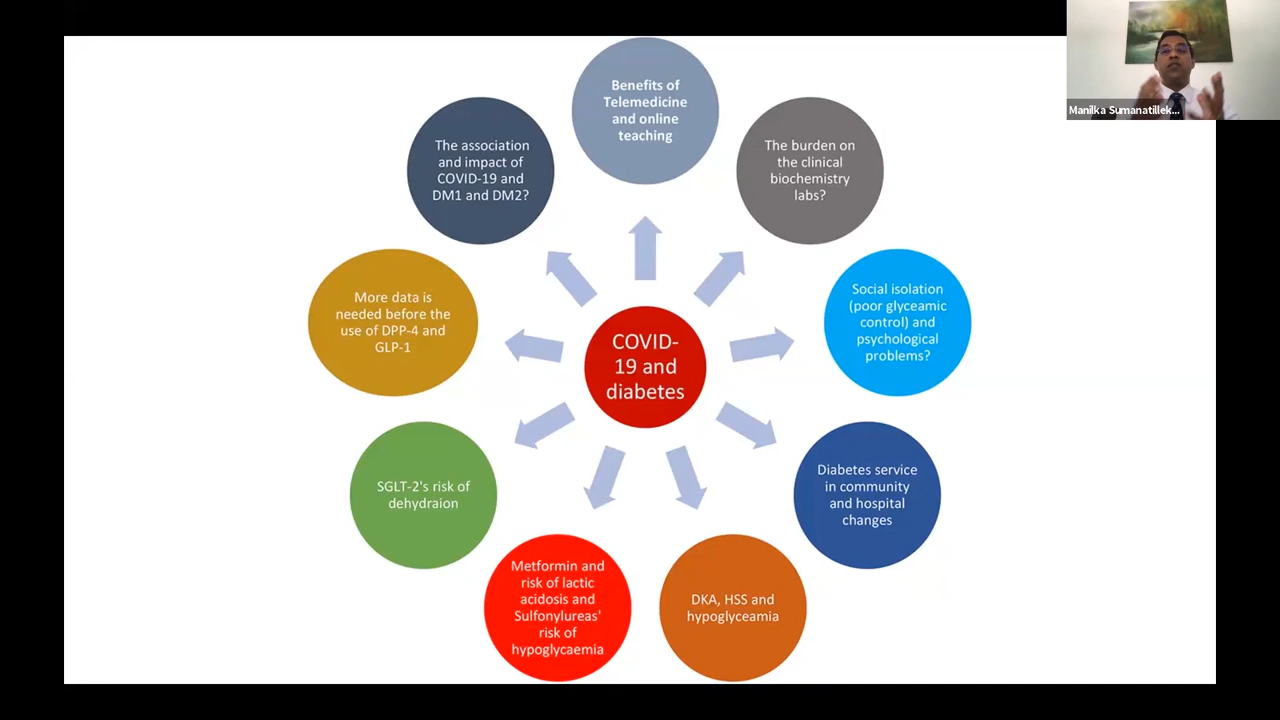 Benefits of
Telemedicine
and online
teaching
The burden on
the clinical
biochemistry
labs?
Social isolation
(poor glyceamic
control) and
psychological
problems?
Diabetes service
in community
and hospital
changes
DKA, HSS and
hypoglyceamia
Metformin and
risk of lactic
acidosis and
Sulfonylureas'
risk of
hypoglycaemia
SGLT-2's risk of
dehydraion
More data is
needed before the
use of DPP-4 and
GLP-1
The association
and impact of
COVID-19 and
DM1 and DM2?
COVID-
19 and
diabetes
Manilka Sumanatillek...